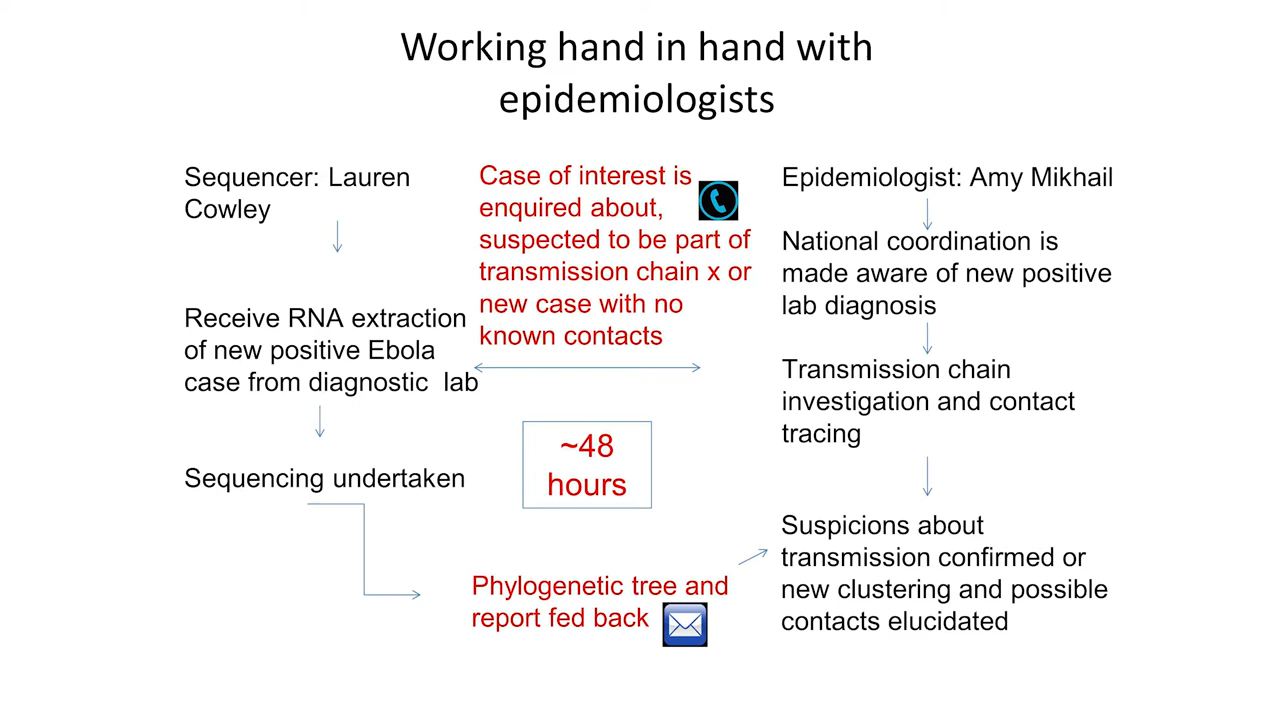 Working hand in hand with
epidemiologists
Sequencer: Lauren
Cowley
Receive RNA extraction
of new positive Ebola
case from diagnostic lab
Sequencing undertaken
Case of interest is
enquired about,
suspected to be part of
transmission chain x or
new case with no
known contacts
~48
hours
Phylogenetic tree and
report fed back
Epidemiologist: Amy Mikhail
National coordination is
made aware of new positive
lab diagnosis
Transmission chain
investigation and contact
tracing
Suspicions about
transmission confirmed or
new clustering and possible
contacts elucidated